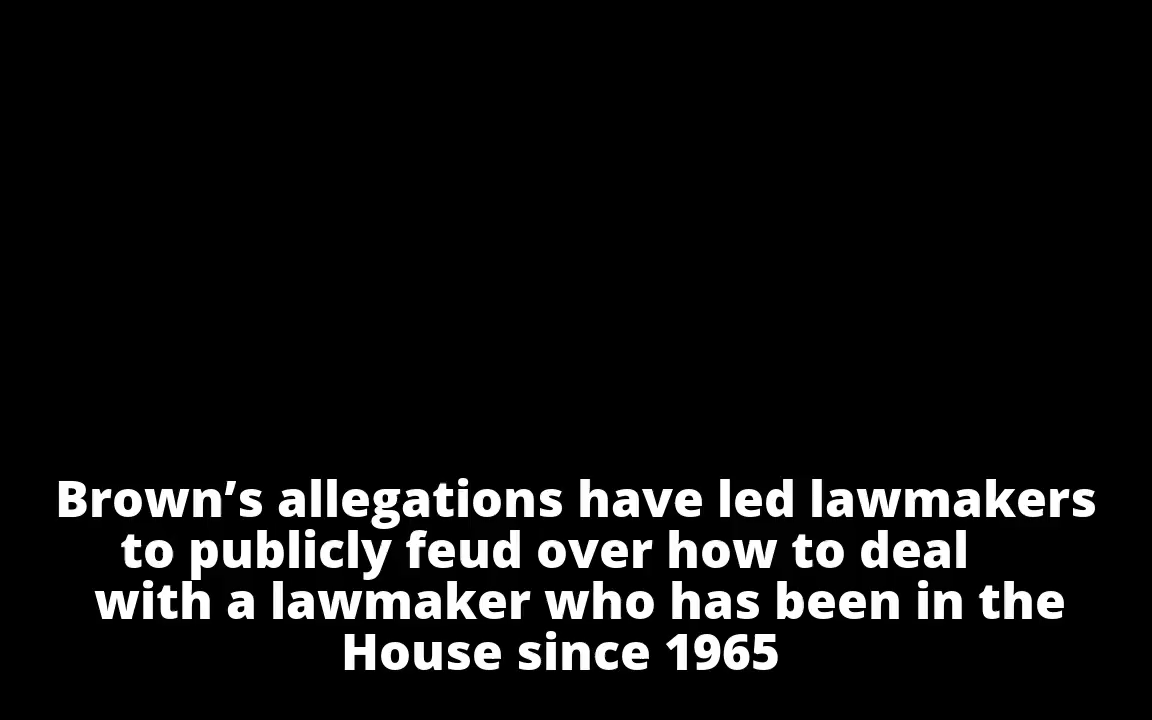 Brown’s allegations have led lawmakers
to publicly feud over how to deal
with a lawmaker who has been in the
House since 1965